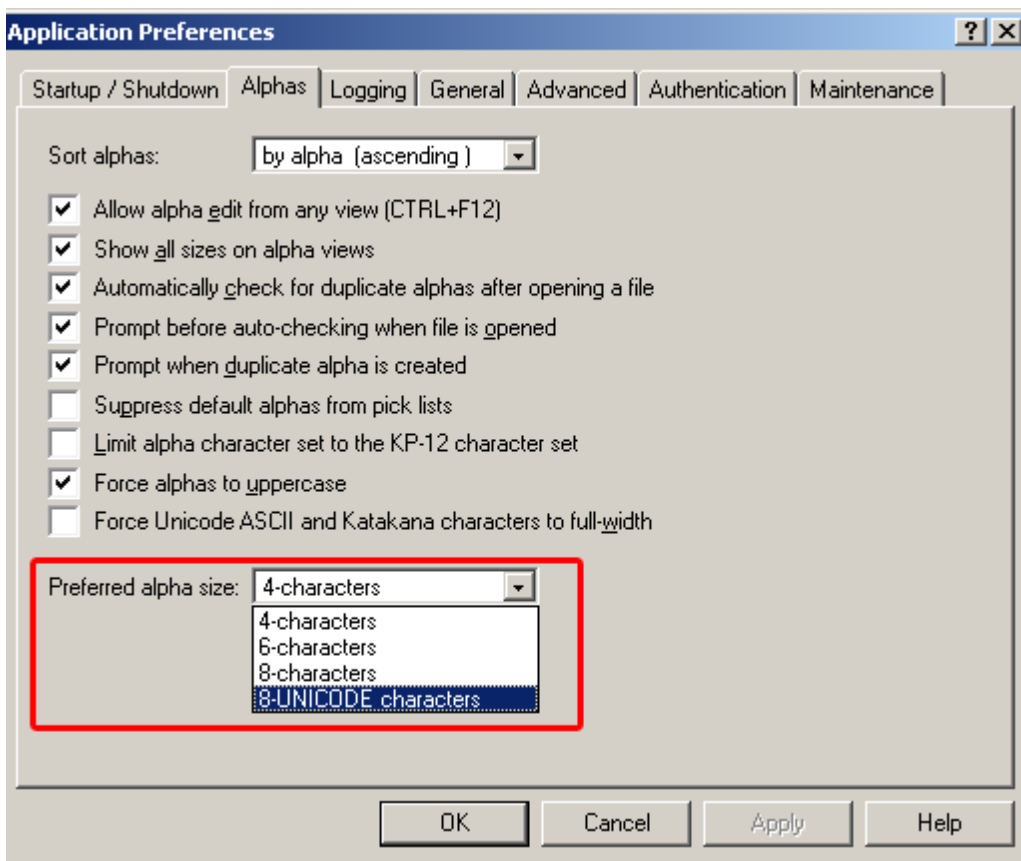 Application Preferences
Startup / Shutdown Alphas Logging General Advanced Authentication Maintenance
Sort alphas: by alpha (ascending )
Allow alpha edit from any view (CTRL+F12)
Show all sizes on alpha views
Automatically check for duplicate alphas after opening a file
Prompt before auto-checking when file is opened
Prompt when duplicate alpha is created
Suppress default alphas from pick lists
Limit alpha character set to the KP-12 character set
Force alphas to uppercase
Force Unicode ASCII and Katakana characters to full-width
Preferred alpha size: 4-characters
4-characters
6-characters
8-characters
8-UNICODE characters
OK Cancel Apply Help